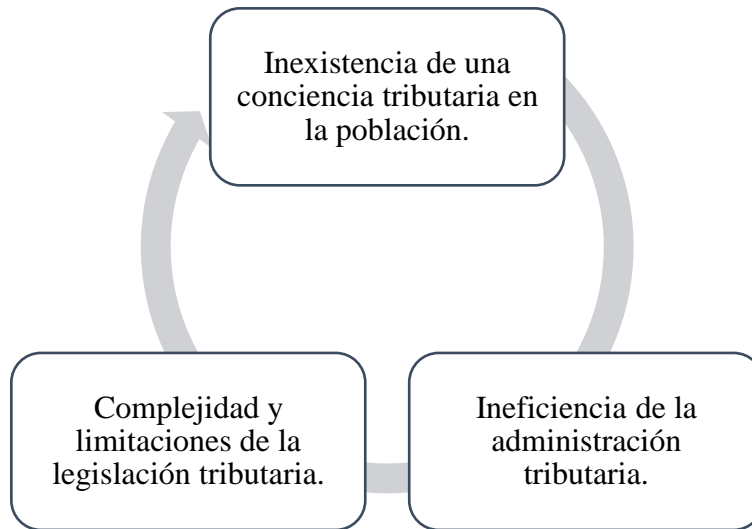 Inexistencia de una
conciencia tributaria en
la población.
Complejidad y
limitaciones de la
legislación tributaria.
Ineficiencia de la
administración
tributaria.